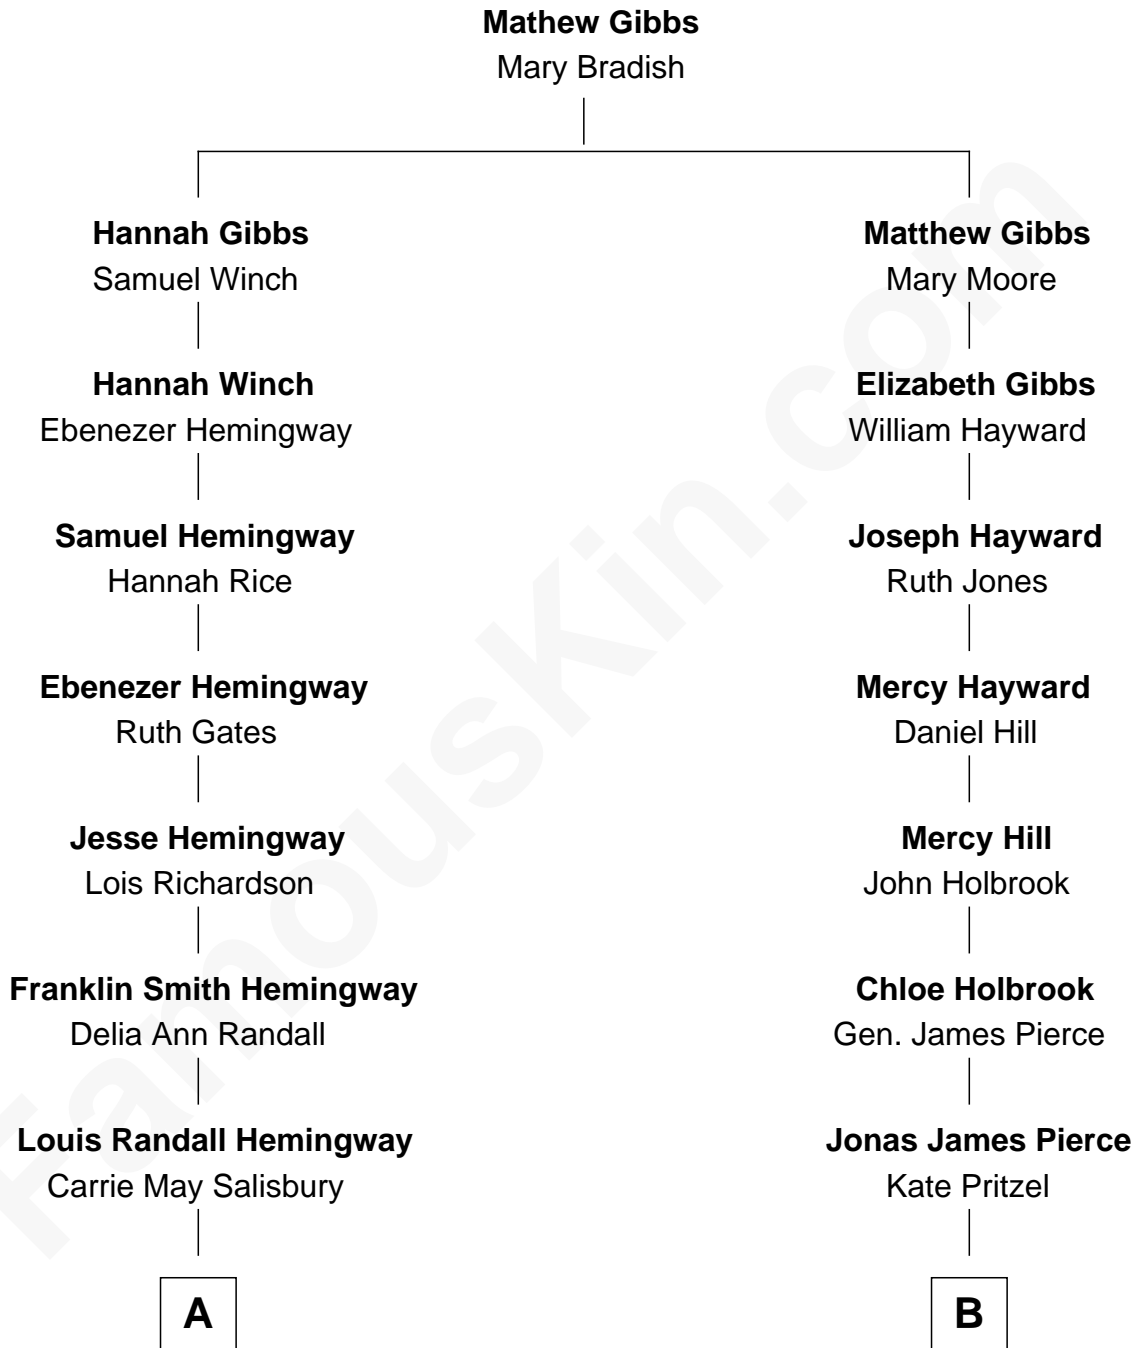 Mathew Gibbs
Mary Bradish
Hannah Gibbs
Samuel Winch
Matthew Gibbs
Mary Moore
Hannah Winch
Ebenezer Hemingway
Elizabeth Gibbs
William Hayward
Samuel Hemingway
Hannah Rice
Joseph Hayward
Ruth Jones
Ebenezer Hemingway
Ruth Gates
Mercy Hayward
Daniel Hill
Jesse Hemingway
Lois Richardson
Mercy Hill
John Holbrook
Franklin Smith Hemingway
Delia Ann Randall
Chloe Holbrook
Gen. James Pierce
Louis Randall Hemingway
Carrie May Salisbury
Jonas James Pierce
Kate Pritzel
A
B
FamousKin.com